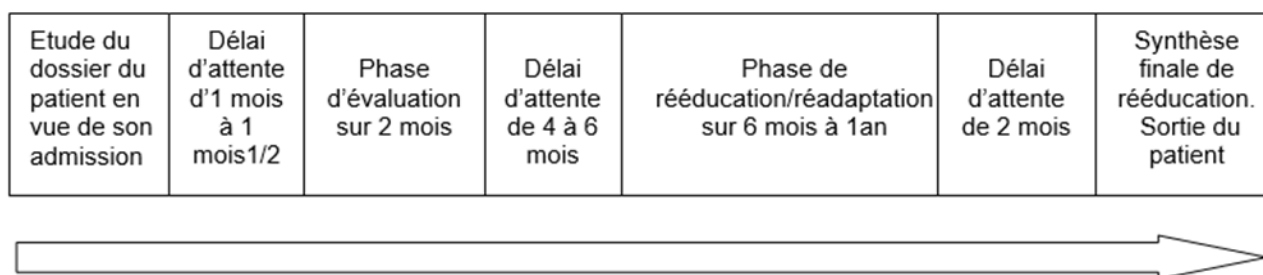 Etude du
dossier du
patient en
vue de son
admission
Délai
d'attente
d'1 mois
à 1
mois1/2
Phase
d'évaluation
sur 2 mois
Délai
d'attente
de 4 à 6
mois
Phase de
rééducation/réadaptation
sur 6 mois à 1an
Délai
d'attente
de 2 mois
Synthèse
finale de
rééducation.
Sortie du
patient